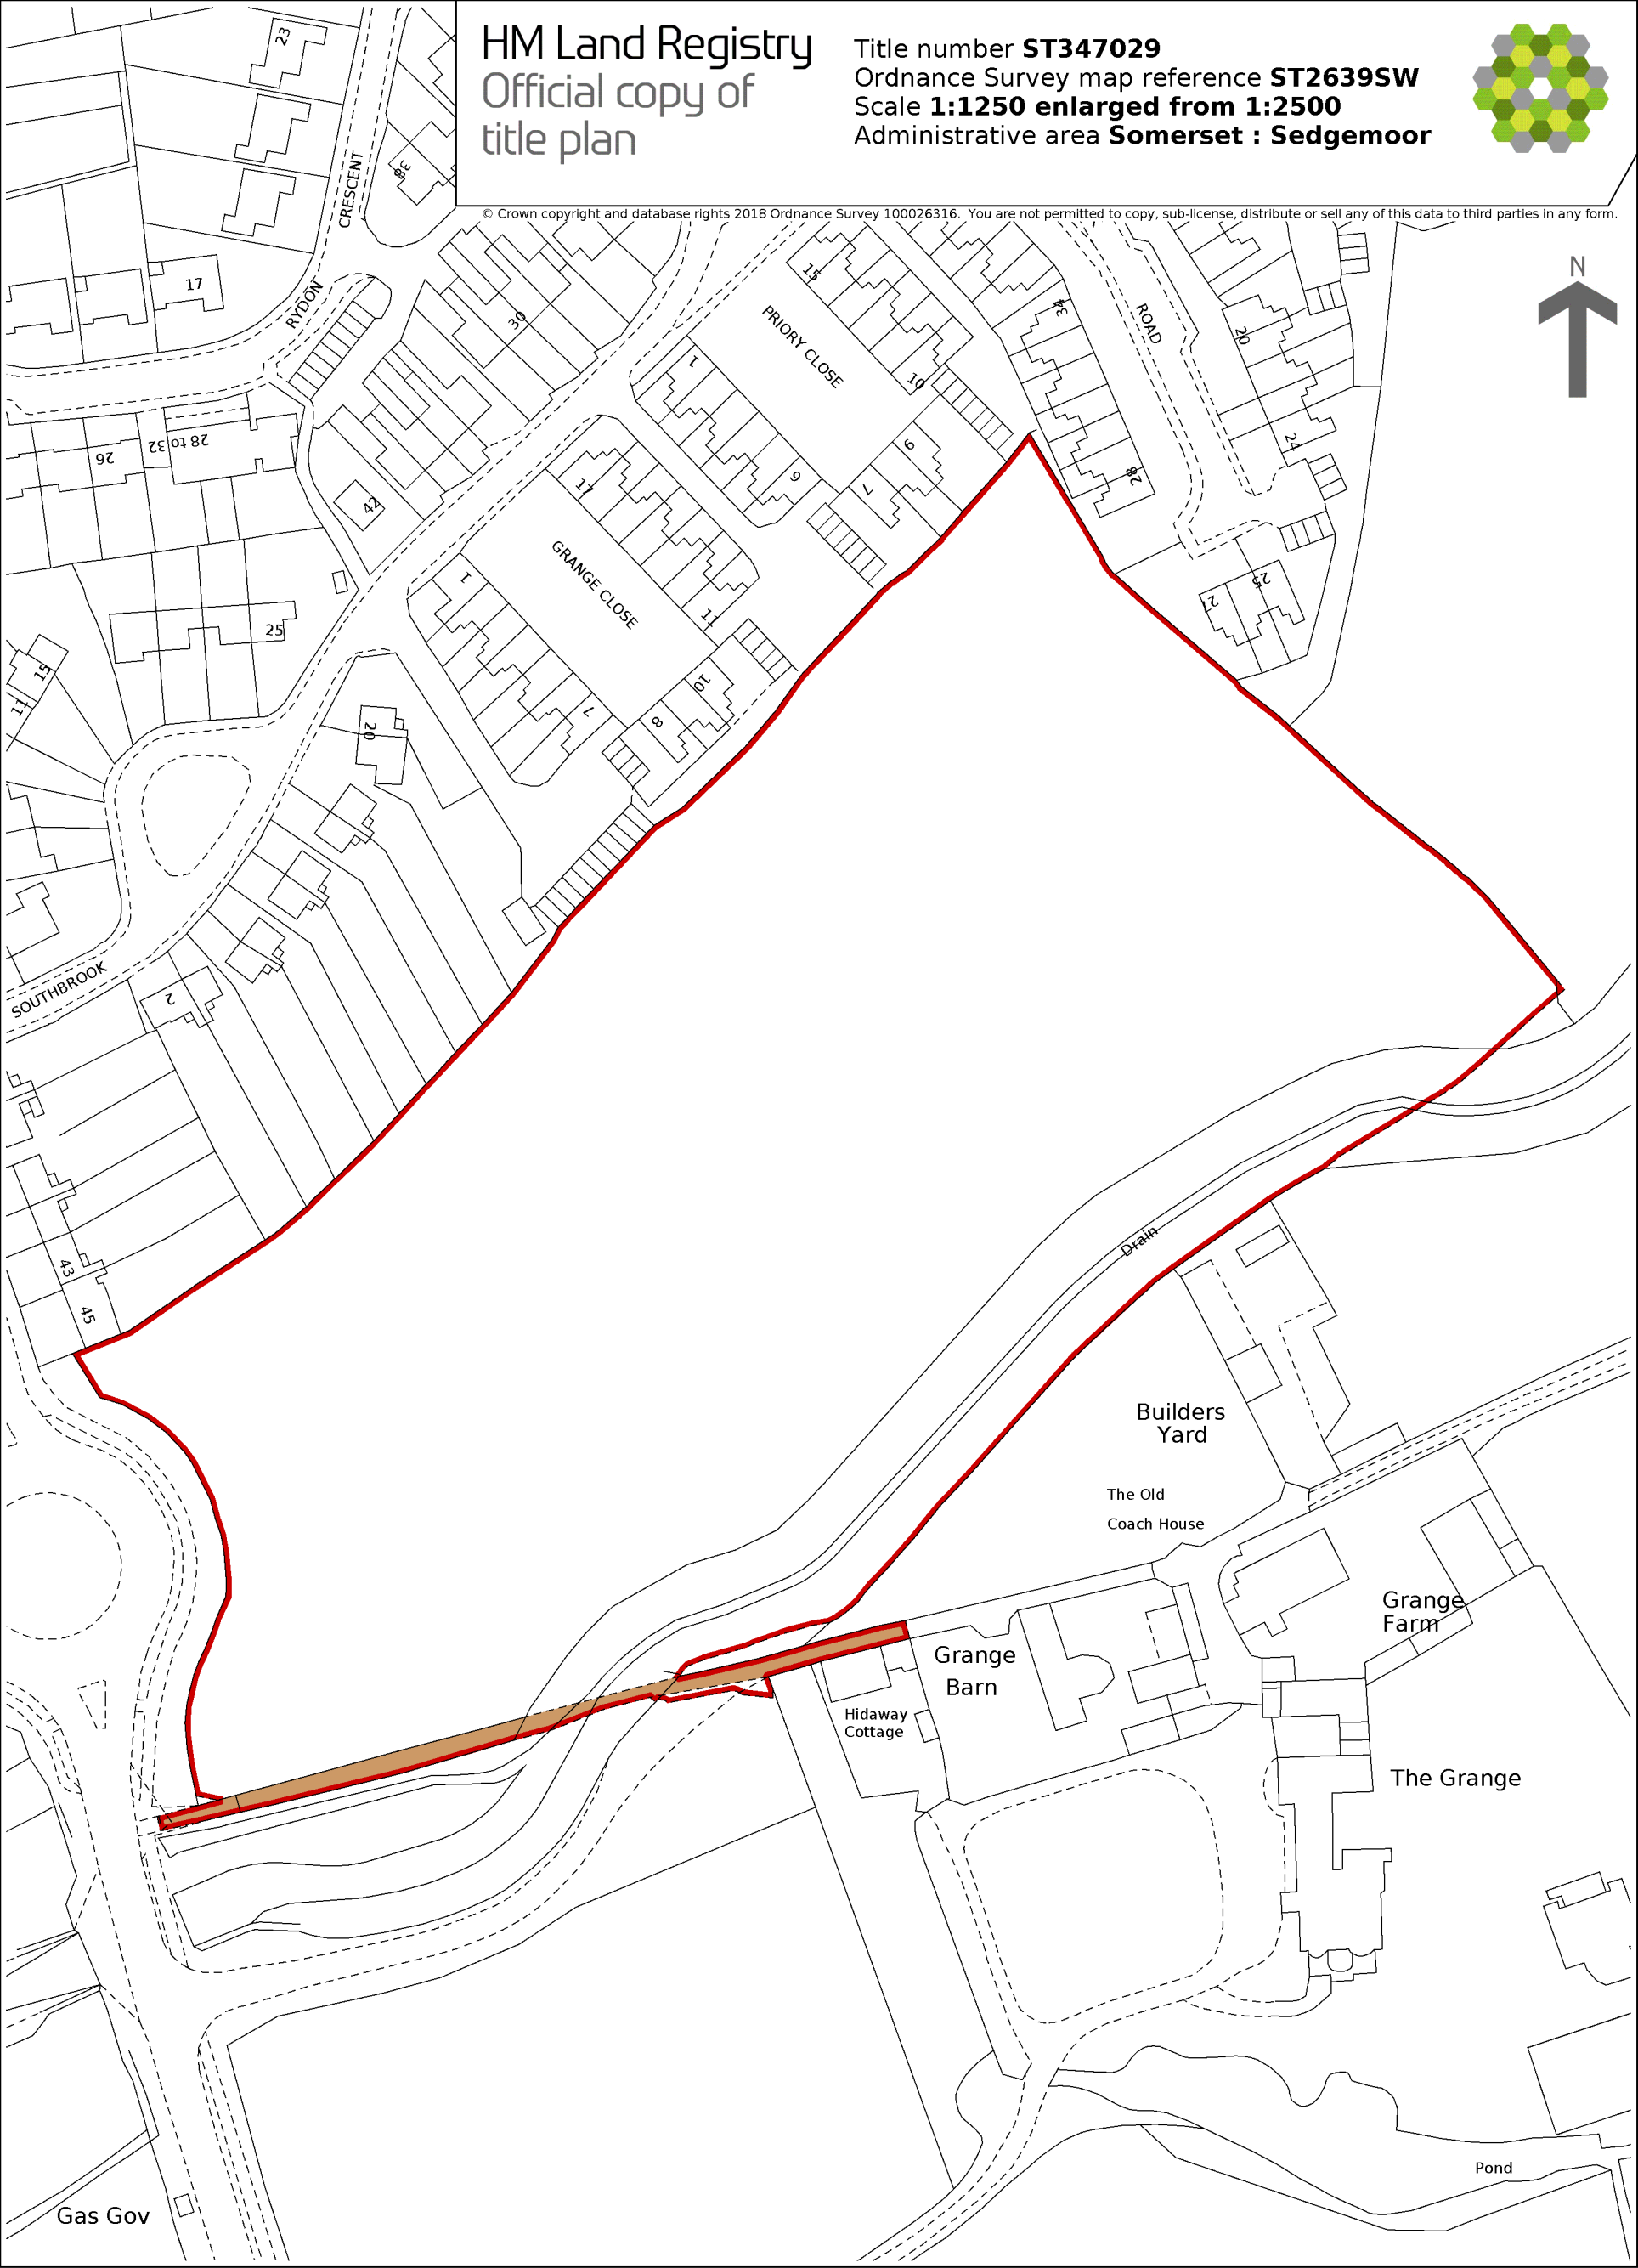 HM Land Registry
Official copy of
title plan
Title number ST347029
Ordnance Survey map reference ST2639SW
Scale 1:1250 enlarged from 1:2500
Administrative area Somerset : Sedgemoor
© Crown copyright and database rights 2018 Ordnance Survey 100026316. You are not permitted to copy, sub-license, distribute or sell any of this data to third parties in any form.
N
23
38
CRESCENT
17
RYDON
30
15
34
ROAD
20
PRIORY CLOSE
1
10
26
28 to 32
42
17
9
9
7
24
28
GRANGE CLOSE
1
11
25
27
25
15
11
10
7
8
20
SOUTHBROOK
2
43
45
Drain
Builders
Yard
The Old
Coach House
Grange
Farm
Grange
Barn
Hidaway
Cottage
The Grange
Pond
Gas Gov